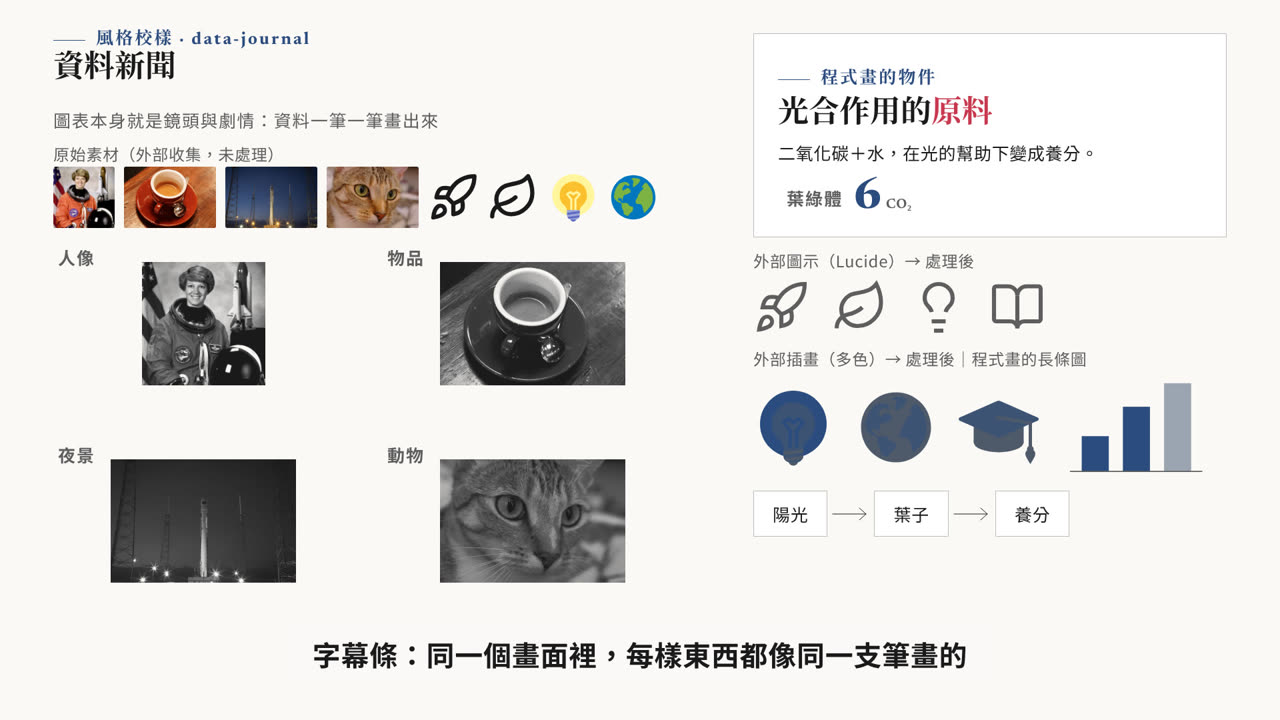 風格校樣 · data-journal
資料新聞
圖表本身就是鏡頭與劇情：資料一筆一筆畫出來
原始素材（外部收集，未處理）
人像
物品
夜景
動物
程式畫的物件
光合作用的原料
二氧化碳＋水，在光的幫助下變成養分。
葉綠體 6 CO₂
外部圖示（Lucide）→ 處理後
外部插畫（多色）→ 處理後｜程式畫的長條圖
陽光 → 葉子 → 養分
字幕條：同一個畫面裡，每樣東西都像同一支筆畫的